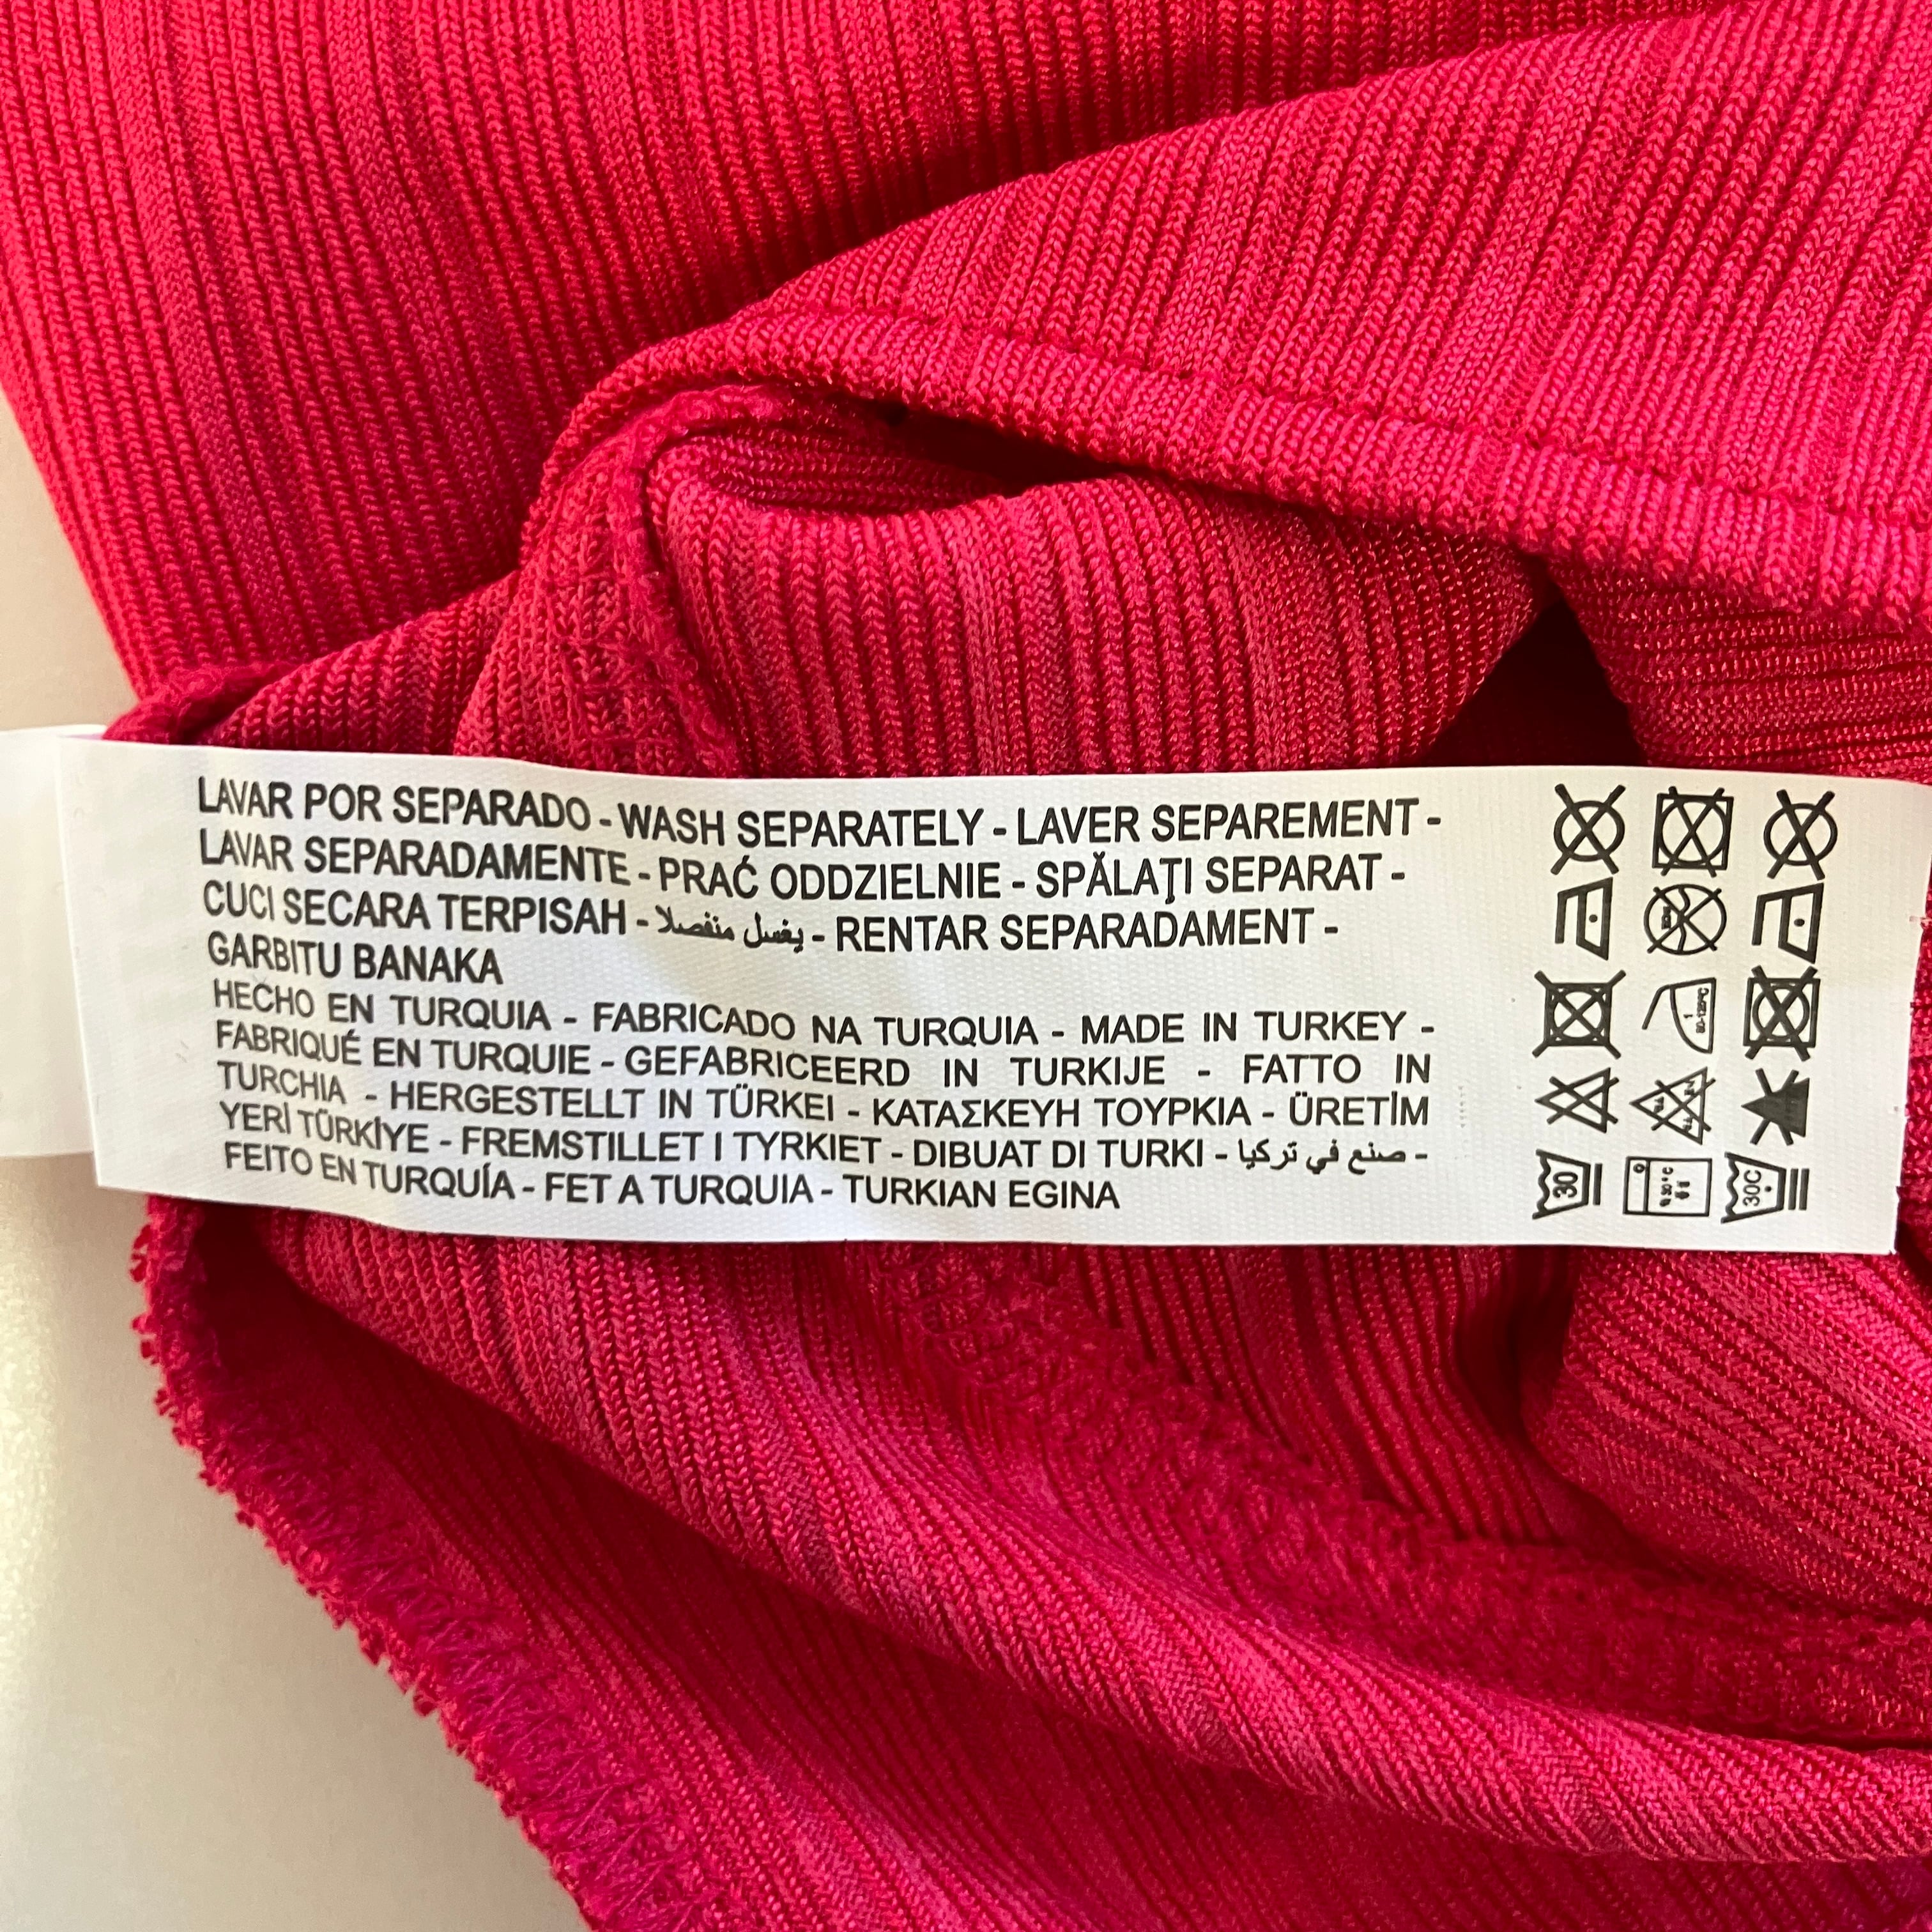 LAVAR POR SEPARADO - WASH SEPARATELY - LAVER SEPAREMENT -
LAVAR SEPARADAMENTE - PRAĆ ODDZIELNIE - SPĂLAŢI SEPARAT -
CUCI SECARA TERPISAH - يغسل منفصلا - RENTAR SEPARADAMENT -
GARBITU BANAKA
HECHO EN TURQUIA - FABRICADO NA TURQUIA - MADE IN TURKEY -
FABRIQUÉ EN TURQUIE - GEFABRICEERD IN TURKIJE - FATTO IN
TURCHIA - HERGESTELLT IN TÜRKEI - ΚΑΤΑΣΚΕΥΗ ΤΟΥΡΚΙΑ - ÜRETİM
YERİ TÜRKİYE - FREMSTILLET I TYRKIET - DIBUAT DI TURKI - صنع في تركيا -
FEITO EN TURQUÍA - FET A TURQUIA - TURKIAN EGINA
30
30C